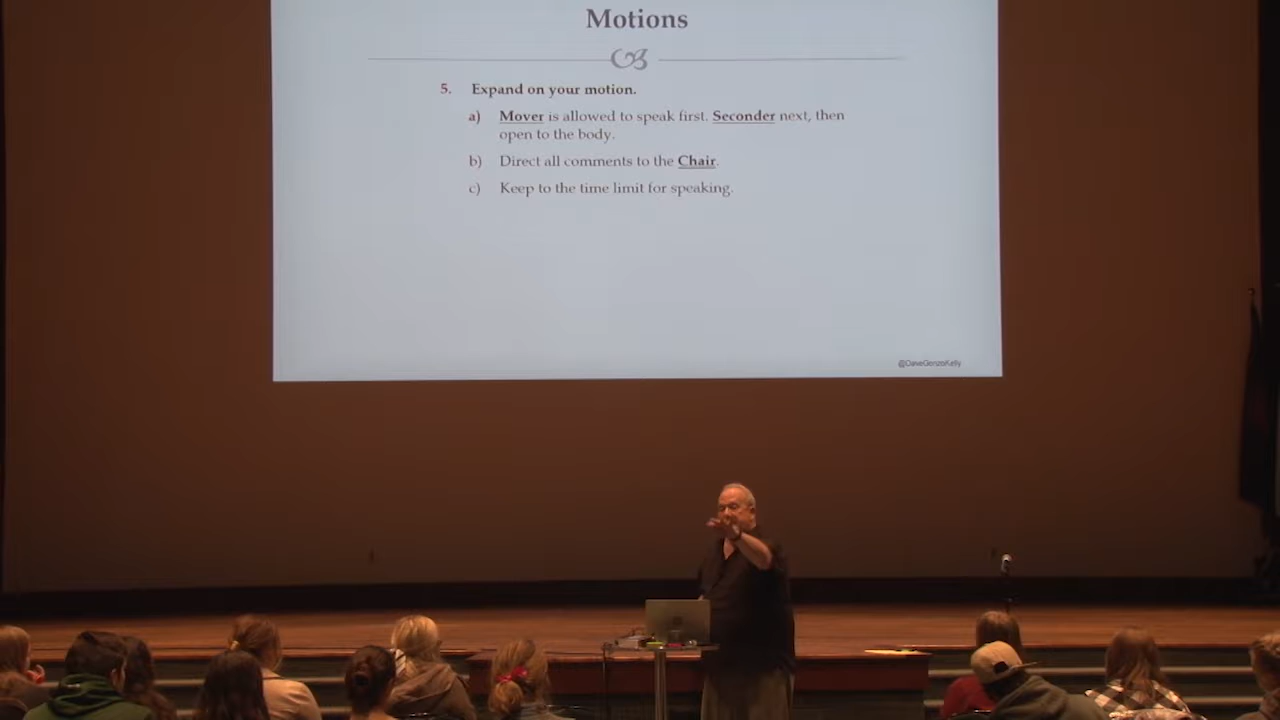 Motions
5. Expand on your motion.
a) Mover is allowed to speak first. Seconder next, then
open to the body.
b) Direct all comments to the Chair.
c) Keep to the time limit for speaking.
@DaveGonzoKelly